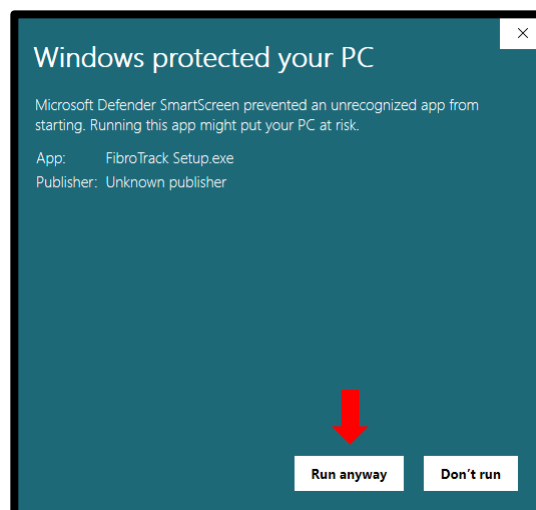 Windows protected your PC
Microsoft Defender SmartScreen prevented an unrecognized app from
starting. Running this app might put your PC at risk.
App: FibroTrack Setup.exe
Publisher: Unknown publisher
Run anyway Don't run